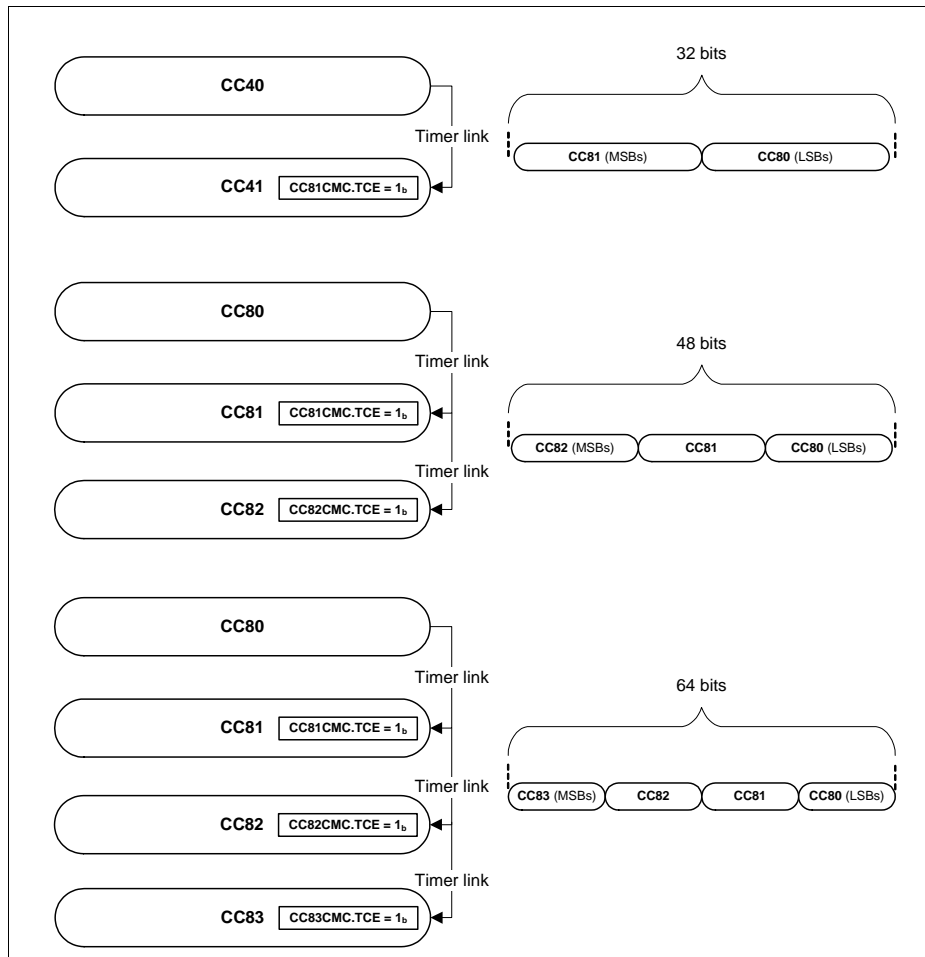 32 bits
CC40
Timer link
CC81 (MSBs) CC80 (LSBs)
CC41 CC81CMC.TCE = 1b
CC80
48 bits
Timer link
CC81 CC81CMC.TCE = 1b
CC82 (MSBs) CC81 CC80 (LSBs)
Timer link
CC82 CC82CMC.TCE = 1b
CC80
Timer link
64 bits
CC81 CC81CMC.TCE = 1b
Timer link
CC83 (MSBs) CC82 CC81 CC80 (LSBs)
CC82 CC82CMC.TCE = 1b
Timer link
CC83 CC83CMC.TCE = 1b